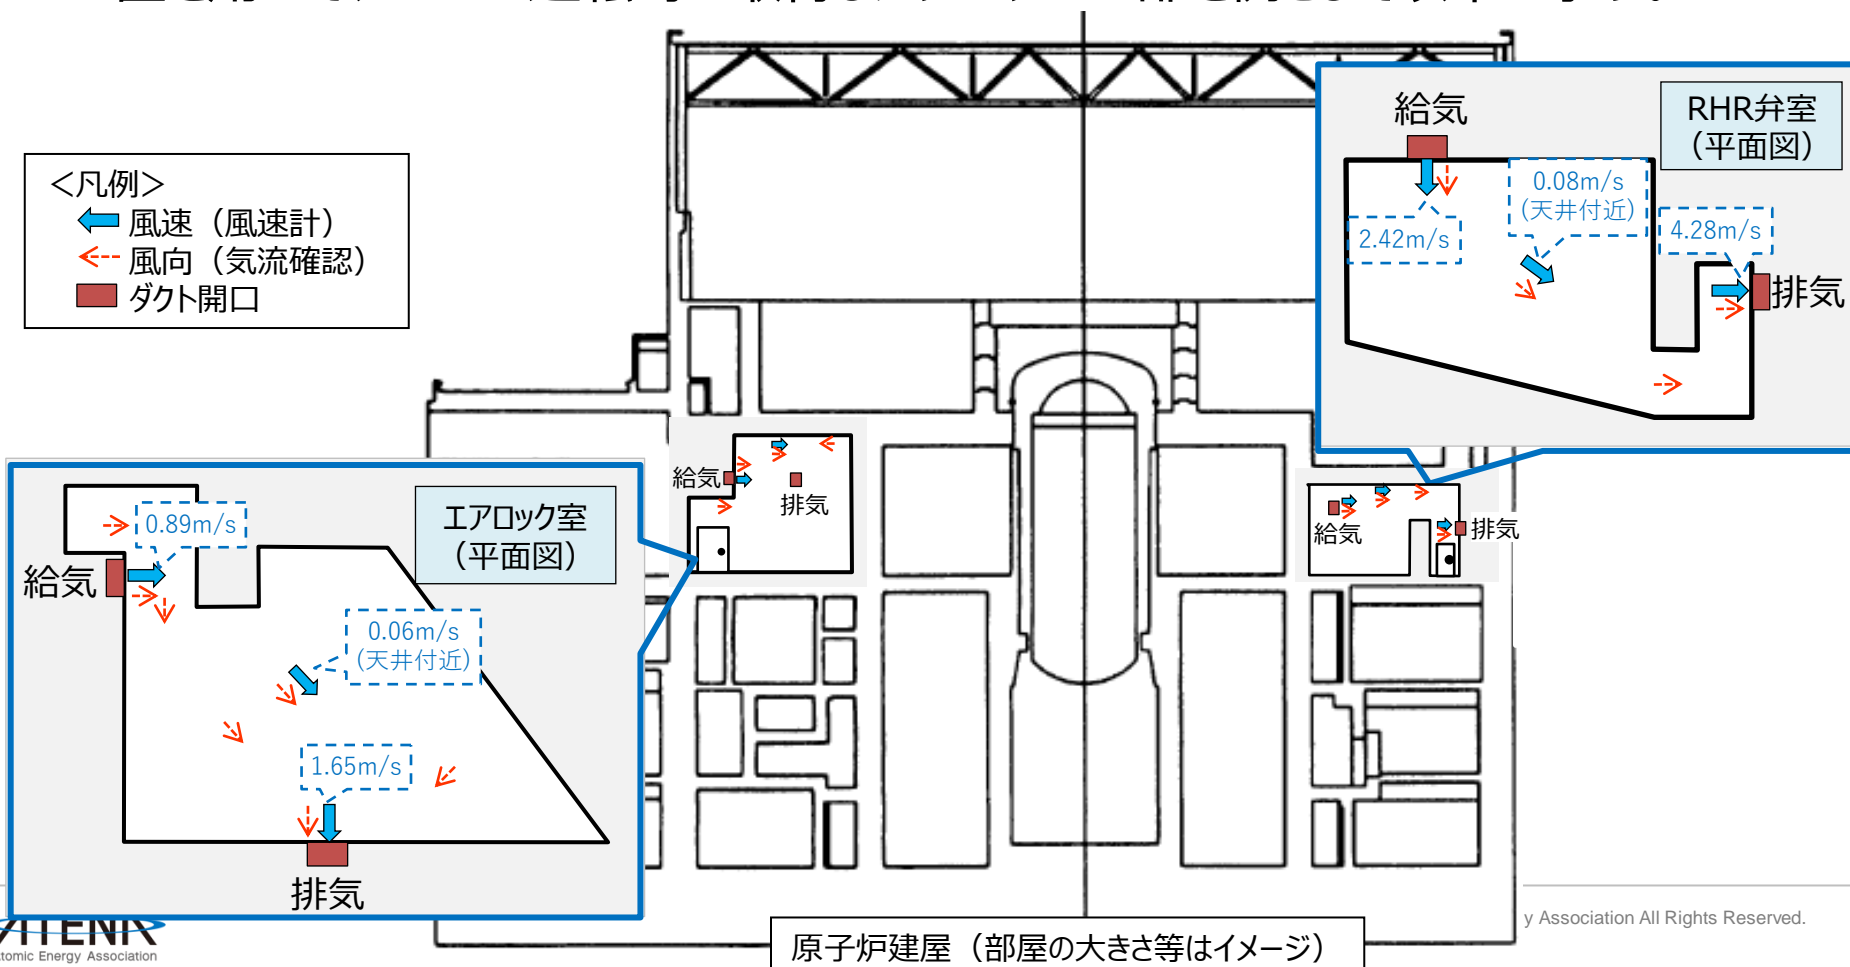 <凡例>
風速（風速計）
風向（気流確認）
ダクト開口
給気
RHR弁室
（平面図）
0.08m/s
(天井付近)
2.42m/s
4.28m/s
排気
給気
排気
給気
排気
エアロック室
（平面図）
0.89m/s
給気
0.06m/s
(天井付近)
1.65m/s
排気
原子炉建屋（部屋の大きさ等はイメージ）
y Association All Rights Reserved.
ATENA
tomic Energy Association